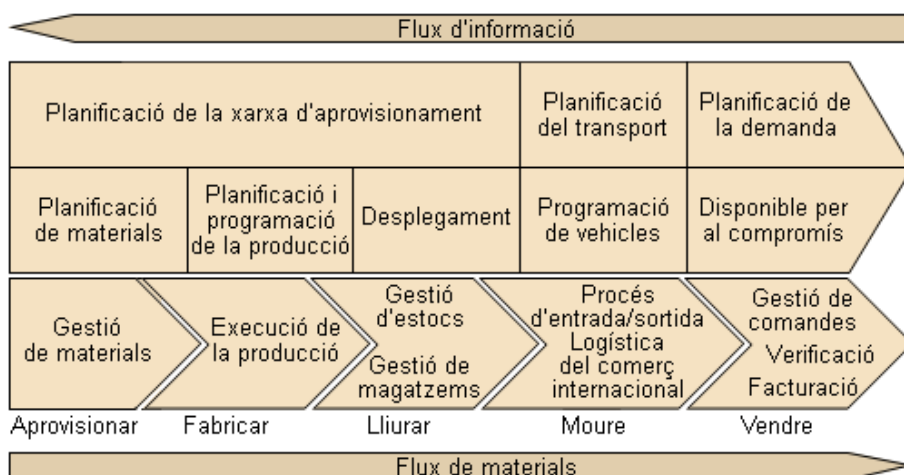 Flux d'informació
Planificació de la xarxa d'aprovisionament
Planificació
del transport
Planificació de
la demanda
Planificació
de materials
Planificació i
programació
de la producció
Desplegament
Programació
de vehicles
Disponible per
al compromís
Gestió
de materials
Execució de
la producció
Gestió
d'estocs
Gestió de
magatzems
Procés
d'entrada/sortida
Logística
del comerç
internacional
Gestió de
comandes
Verificació
Facturació
Aprovisionar
Fabricar
Lliurar
Moure
Vendre
Flux de materials